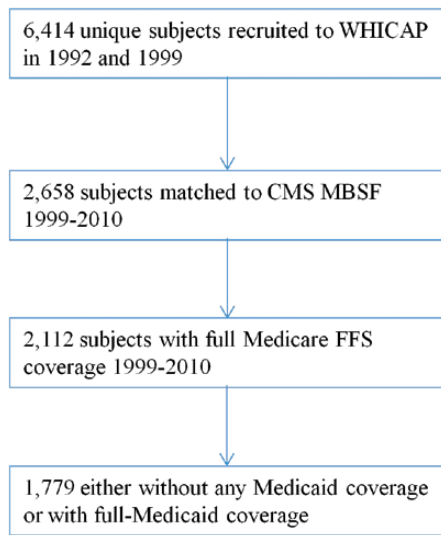 6,414 unique subjects recruited to WHICAP
in 1992 and 1999
2,658 subjects matched to CMS MBSF
1999-2010
2,112 subjects with full Medicare FFS
coverage 1999-2010
1,779 either without any Medicaid coverage
or with full-Medicaid coverage